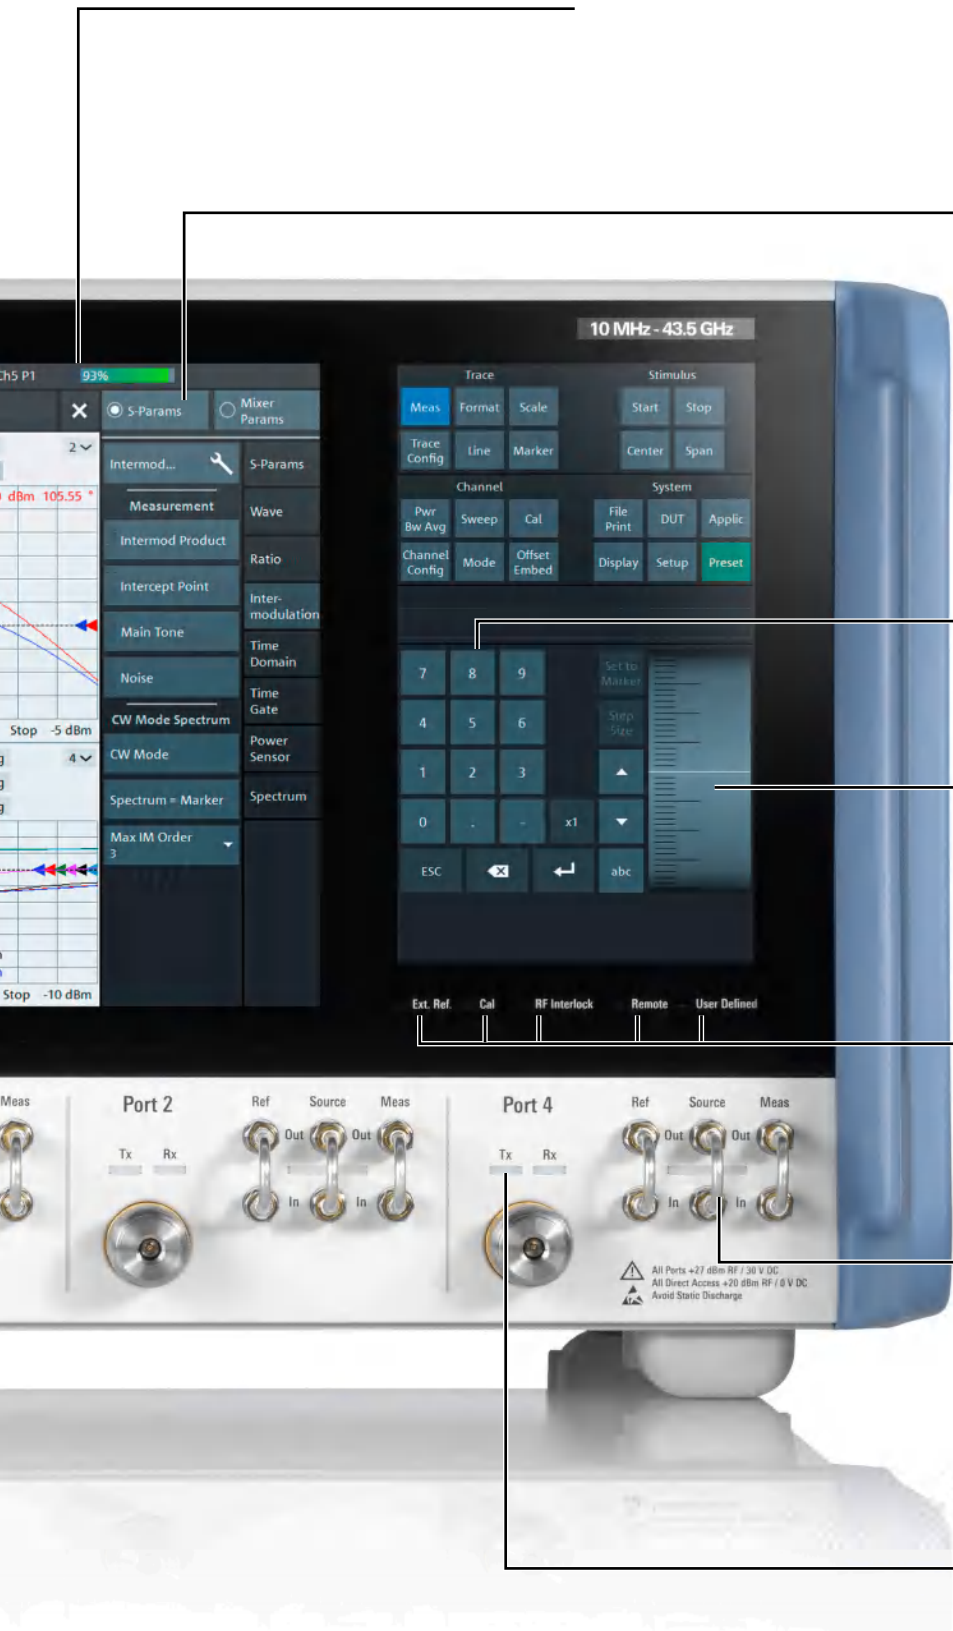 10 MHz - 43.5 GHz
Ch5 P1 93%
S-Params
Mixer
Params
2
dBm 105.55 °
Intermod...
Measurement
Intermod Product
Intercept Point
Main Tone
Noise
CW Mode Spectrum
CW Mode
Spectrum = Marker
Max IM Order
3
S-Params
Wave
Ratio
Inter-
modulation
Time
Domain
Time
Gate
Power
Sensor
Spectrum
Stop -5 dBm
4
Stop -10 dBm
Trace
Meas Format Scale
Trace
Config Line Marker
Stimulus
Start Stop
Center Span
Channel
Pwr
Bw Avg Sweep Cal
Channel
Config Mode Offset
Embed
System
File
Print DUT Applic
Display Setup Preset
7 8 9
Set to
Marker
4 5 6
Step
Size
1 2 3
0 . - x1
ESC abc
Ext. Ref. Cal RF Interlock Remote User Defined
Meas
Port 2
Tx Rx
Ref Source Meas
Out Out
In In
Port 4
Tx Rx
Ref Source Meas
Out Out
In In
All Ports +27 dBm RF / 30 V DC
All Direct Access +20 dBm RF / 0 V DC
Avoid Static Discharge